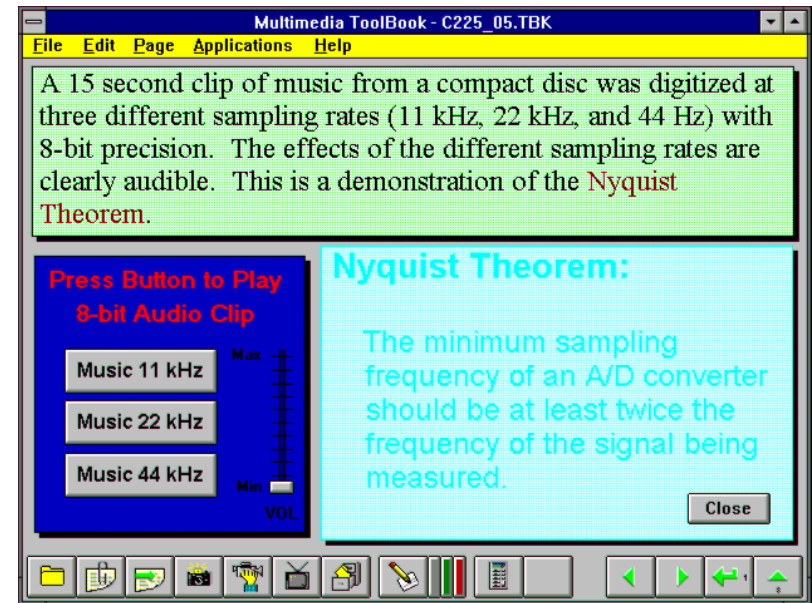 Multimedia ToolBook - C225_05.TBK
File Edit Page Applications Help
A 15 second clip of music from a compact disc was digitized at
three different sampling rates (11 kHz, 22 kHz, and 44 Hz) with
8-bit precision. The effects of the different sampling rates are
clearly audible. This is a demonstration of the Nyquist
Theorem.
Press Button to Play
8-bit Audio Clip
Max
Music 11 kHz
Music 22 kHz
Music 44 kHz
Min
VOL
Nyquist Theorem:
The minimum sampling
frequency of an A/D converter
should be at least twice the
frequency of the signal being
measured.
Close